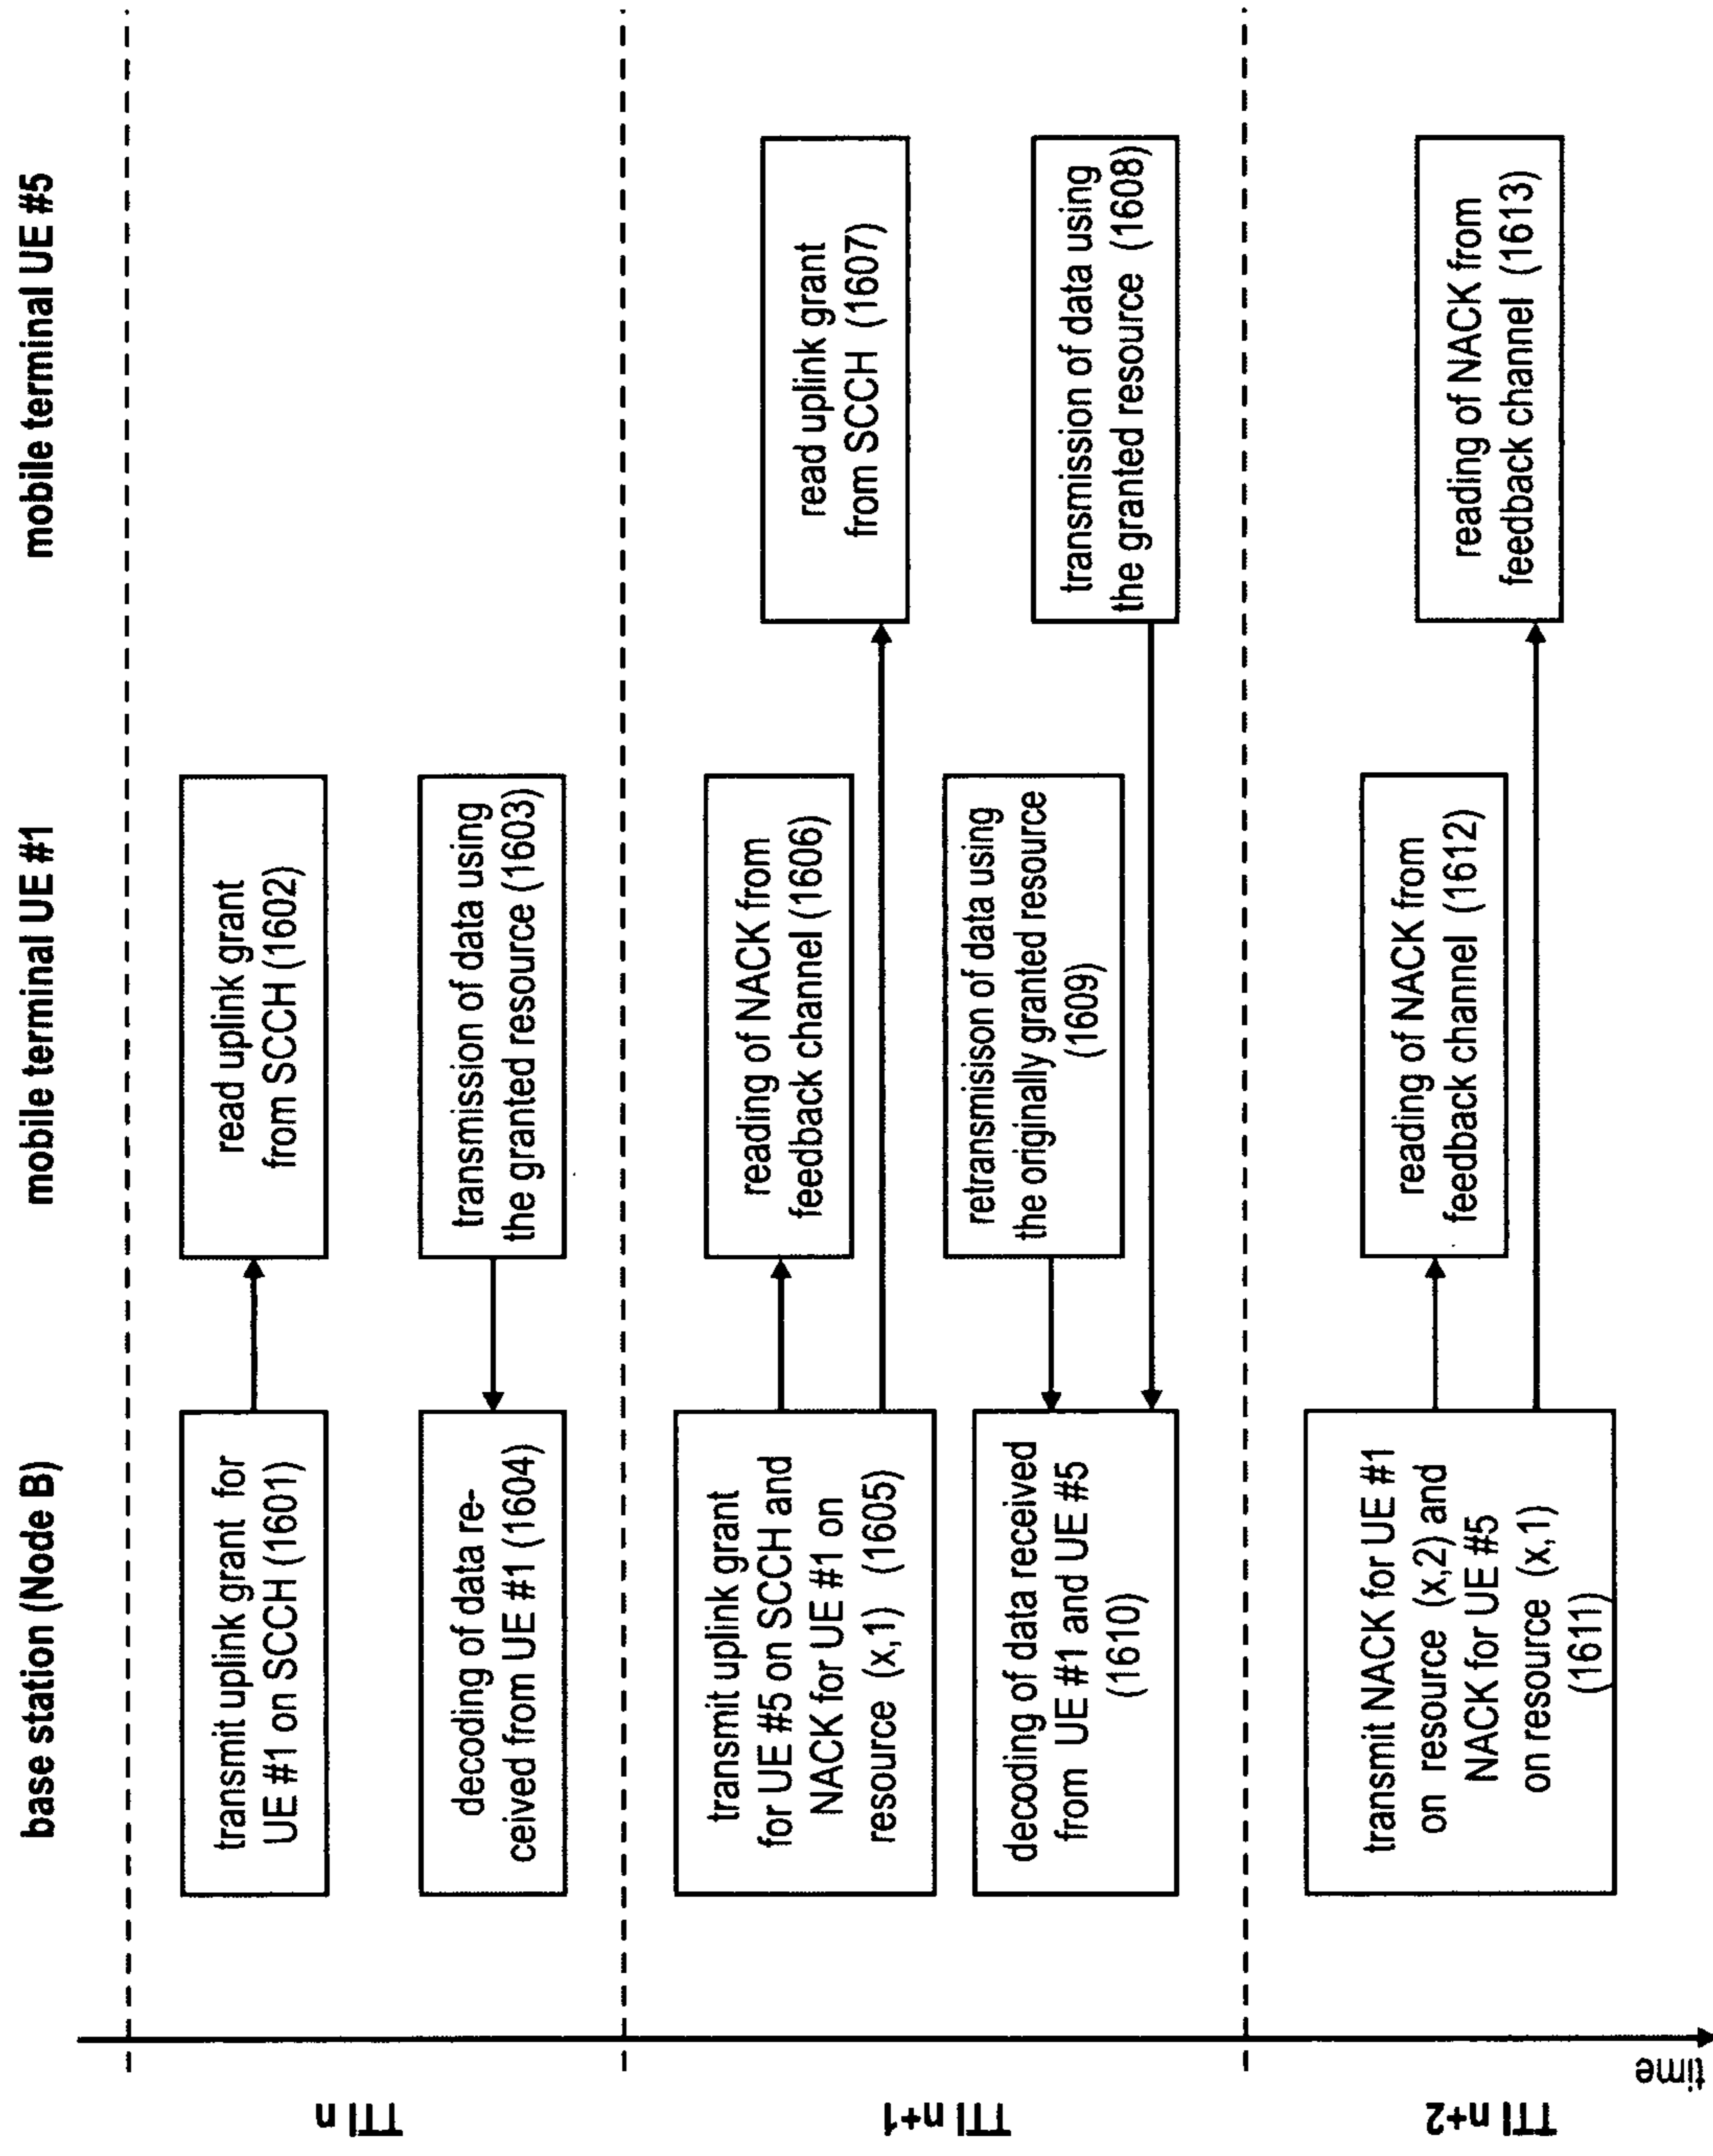 base station (Node B)
mobile terminal UE #1
mobile terminal UE #5
TTI n
transmit uplink grant for
UE #1 on SCCH (1601)
read uplink grant
from SCCH (1602)
decoding of data re-
ceived from UE #1 (1604)
transmission of data using
the granted resource (1603)
TTI n+1
transmit uplink grant
for UE #5 on SCCH and
NACK for UE #1 on
resource (x,1) (1605)
reading of NACK from
feedback channel (1606)
read uplink grant
from SCCH (1607)
decoding of data received
from UE #1 and UE #5
(1610)
retransmisison of data using
the originally granted resource
(1609)
transmission of data using
the granted resource (1608)
TTI n+2
transmit NACK for UE #1
on resource (x,2) and
NACK for UE #5
on resource (x,1)
(1611)
reading of NACK from
feedback channel (1612)
reading of NACK from
feedback channel (1613)
time